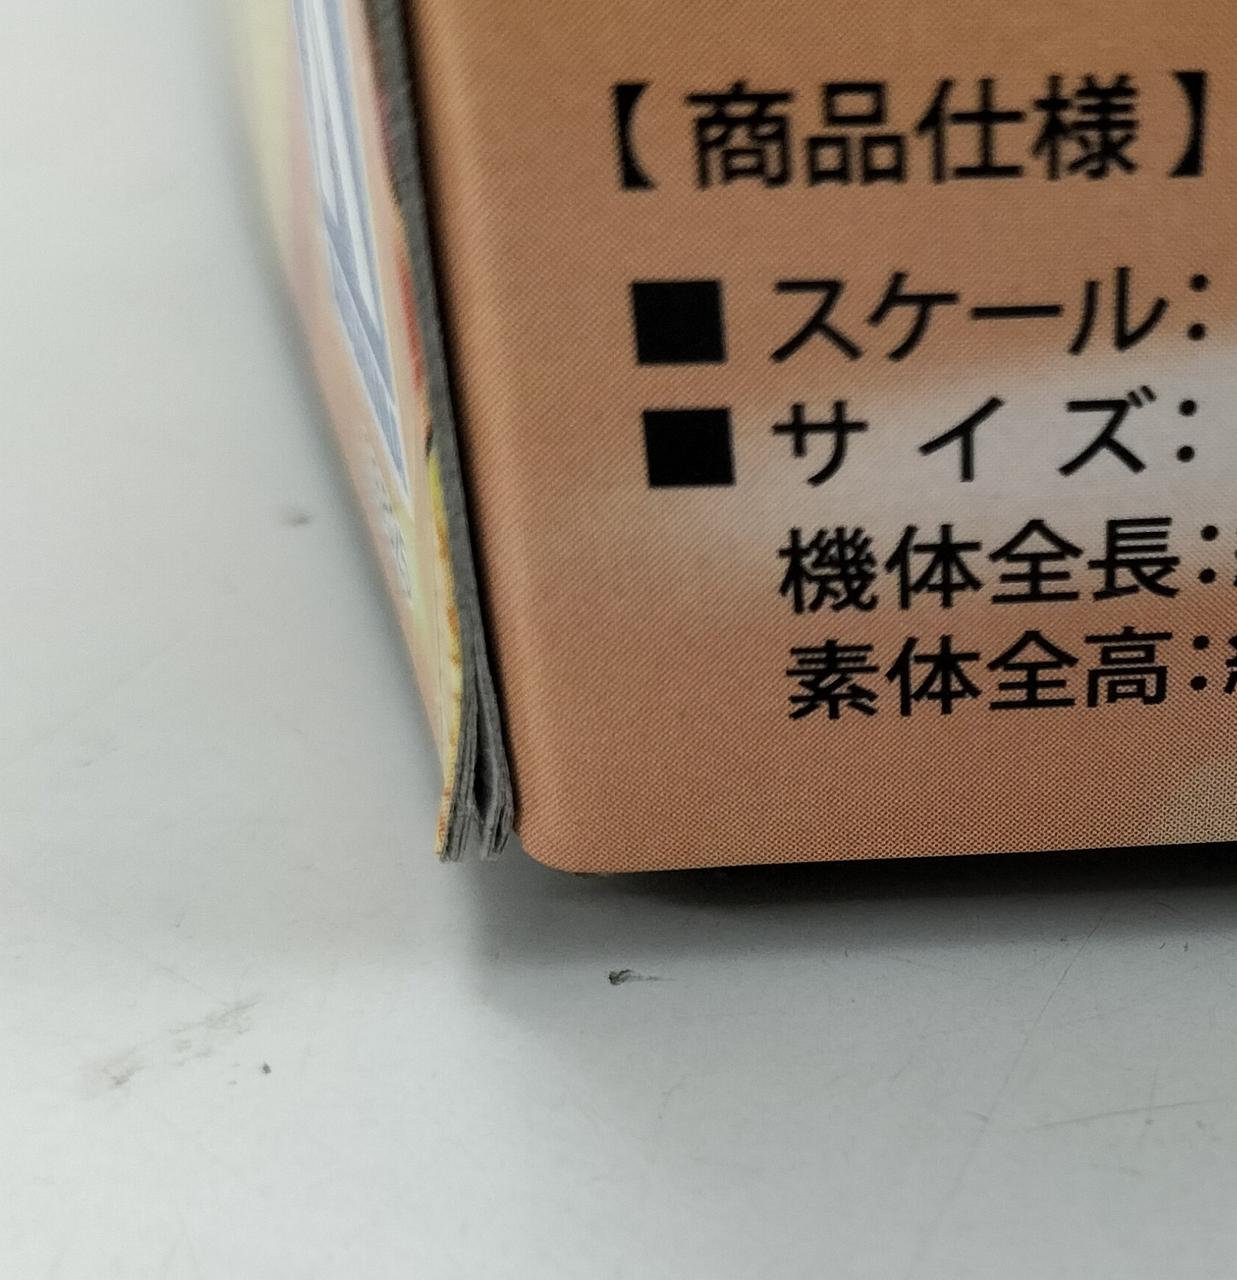 【商品仕様】
■ スケール：
■ サイズ：
機体全長：
素体全高：